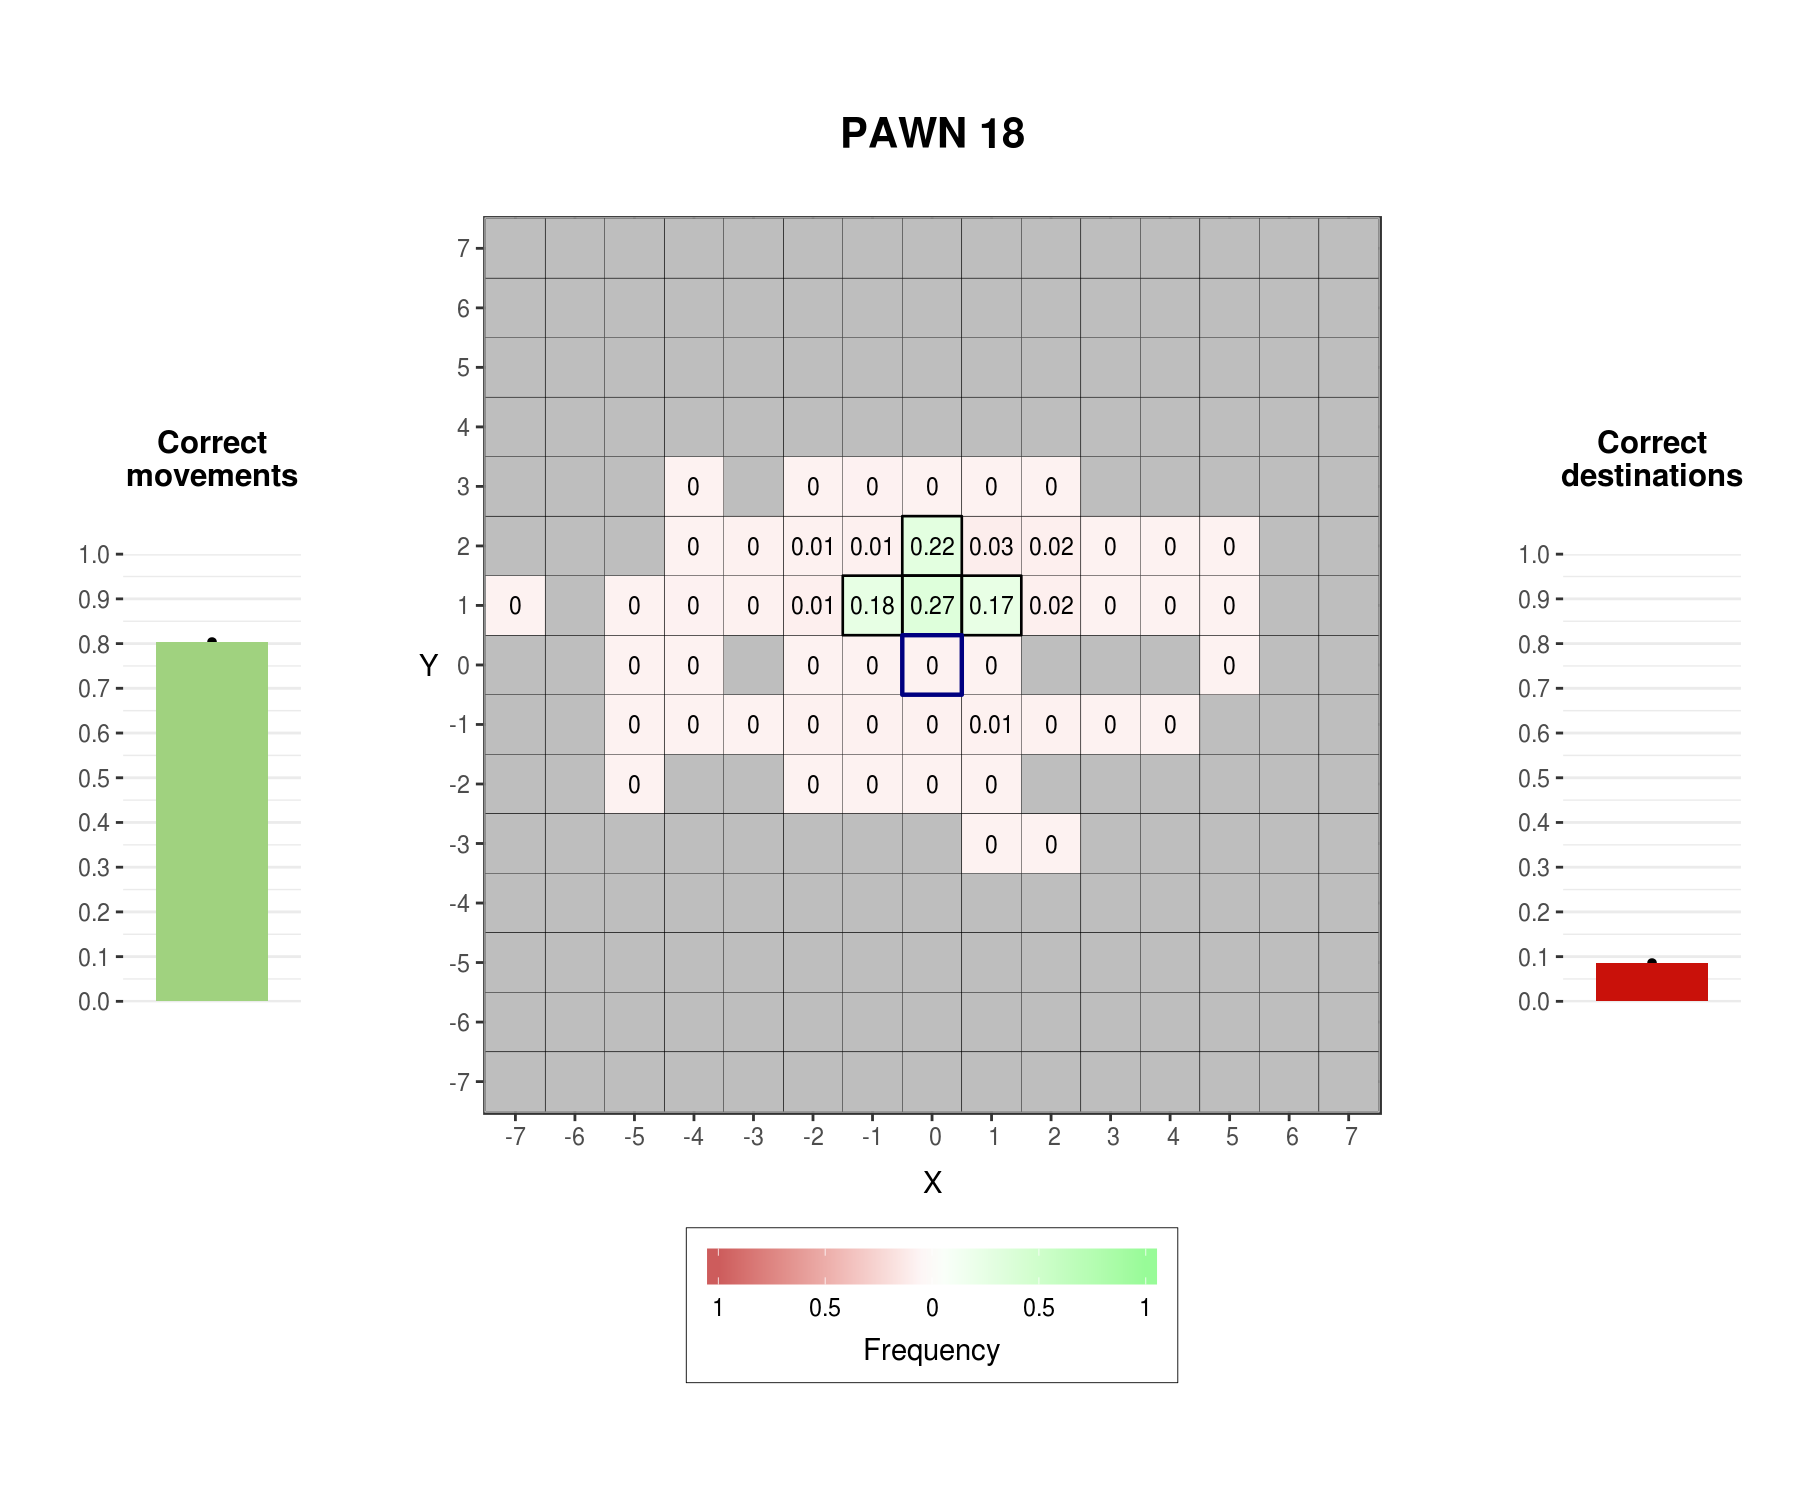 PAWN 18
Correct
movements
1.0
0.9
0.8
0.7
0.6
0.5
0.4
0.3
0.2
0.1
0.0
Y
7
6
5
4
3 0 0 0 0 0 0
2 0 0 0.01 0.01 0.22 0.03 0.02 0 0 0
1 0 0 0 0 0.01 0.18 0.27 0.17 0.02 0 0 0
0 0 0 0 0 0 0 0
-1 0 0 0 0 0 0 0.01 0 0 0
-2 0 0 0 0 0
-3 0 0
-4
-5
-6
-7
-7 -6 -5 -4 -3 -2 -1 0 1 2 3 4 5 6 7
X
1 0.5 0 0.5 1
Frequency
Correct
destinations
1.0
0.9
0.8
0.7
0.6
0.5
0.4
0.3
0.2
0.1
0.0